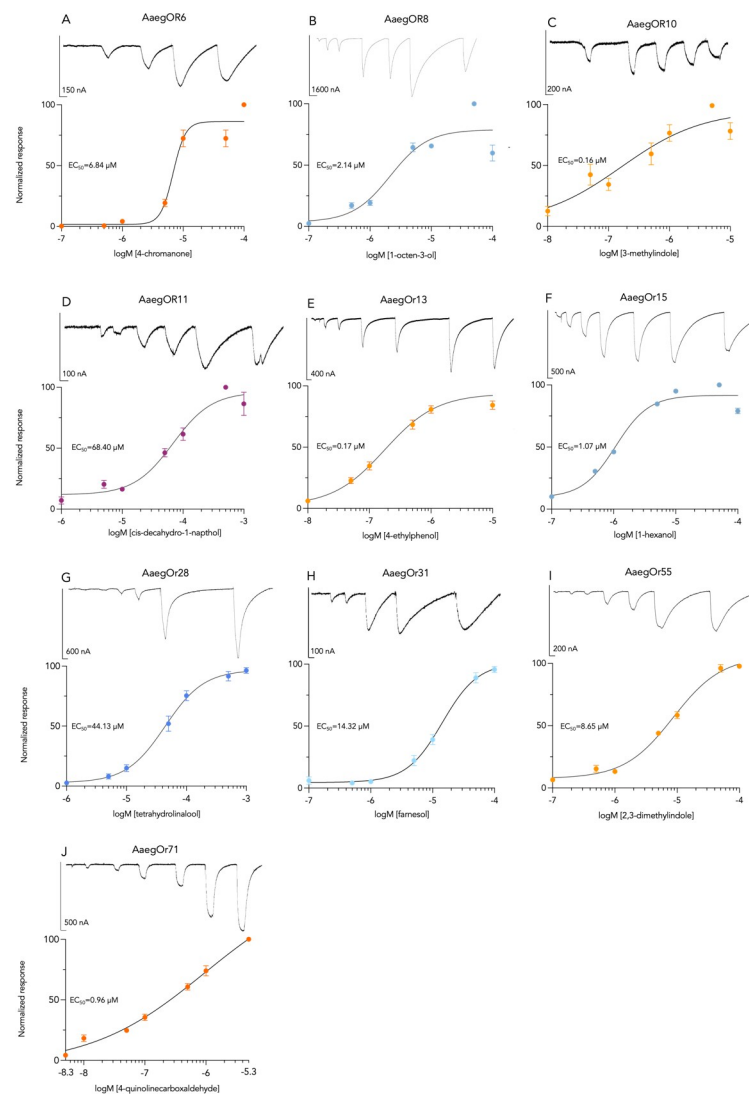 A
AaegOR6
150 nA
Normalized response
100
50
0
EC50=6.84 µM
-7
-6
-5
-4
logM [4-chromanone]
B
AaegOR8
1600nA
100
50
0
EC50=2.14 µM
-7
-6
-5
-4
logM [1-octen-3-ol]
C
AaegOR10
200 nA
100
50
0
EC50=0.16 µM
-8
-7
-6
-5
logM [3-methylindole]
D
AaegOR11
100 nA
Normalized response
100
50
0
EC50=68.40 µM
-6
-5
-4
-3
logM [cis-decahydro-1-napthol]
E
AaegOr13
400 nA
100
50
0
EC50=0.17 µM
-8
-7
-6
-5
logM [4-ethylphenol]
F
AaegOr15
500 nA
100
50
0
EC50=1.07 µM
-7
-6
-5
-4
logM [1-hexanol]
G
AaegOr28
600 nA
Normalized response
100
50
0
EC50=44.13 µM
-6
-5
-4
-3
logM [tetrahydrolinalool]
H
AaegOr31
100 nA
100
50
0
EC50=14.32 µM
-7
-6
-5
-4
logM [farnesol]
I
AaegOr55
200 nA
100
50
0
EC50=8.65 µM
-7
-6
-5
-4
logM [2,3-dimethylindole]
J
AaegOr71
500 nA
Normalized response
100
50
0
EC50=0.96 µM
-8.3
-8
-7
-6
-5.3
logM [4-quinolinecarboxaldehyde]